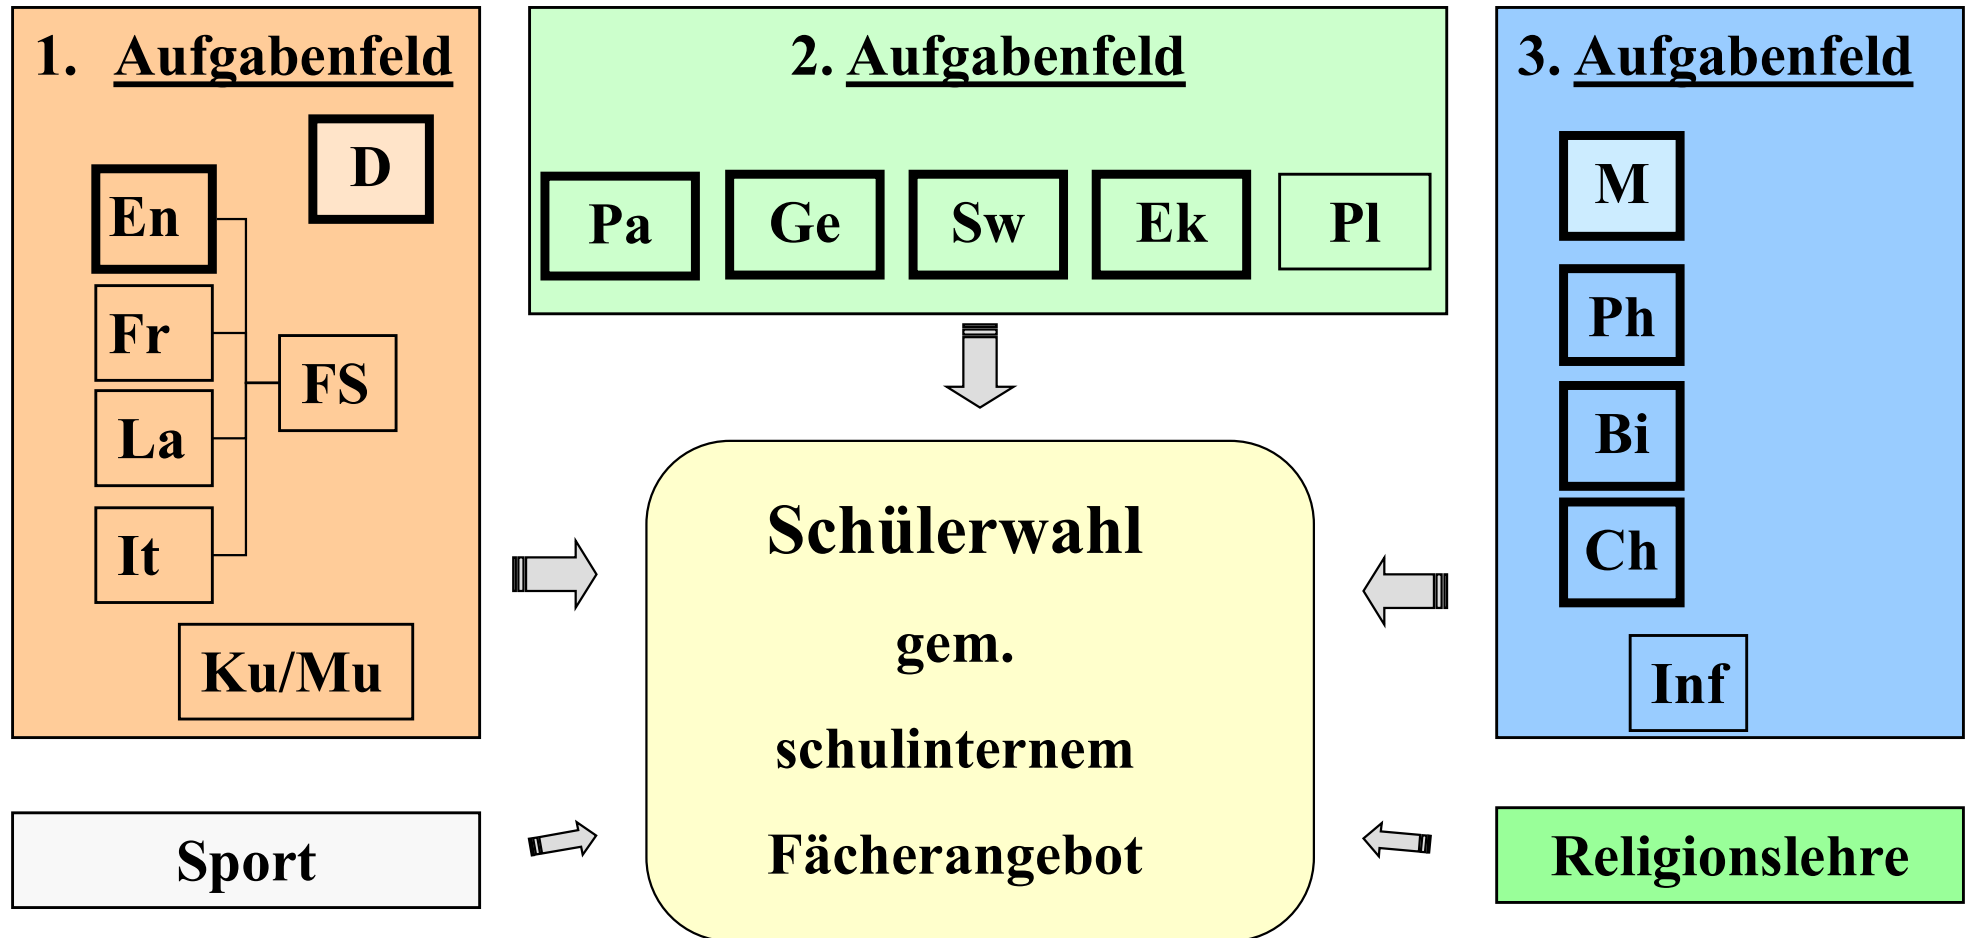 1. Aufgabenfeld
D
En
Fr
FS
La
It
Ku/Mu
2. Aufgabenfeld
Pa
Ge
Sw
Ek
Pl
3. Aufgabenfeld
M
Ph
Bi
Ch
Inf
Schülerwahl
gem.
schulinternem
Fächerangebot
Sport
Religionslehre